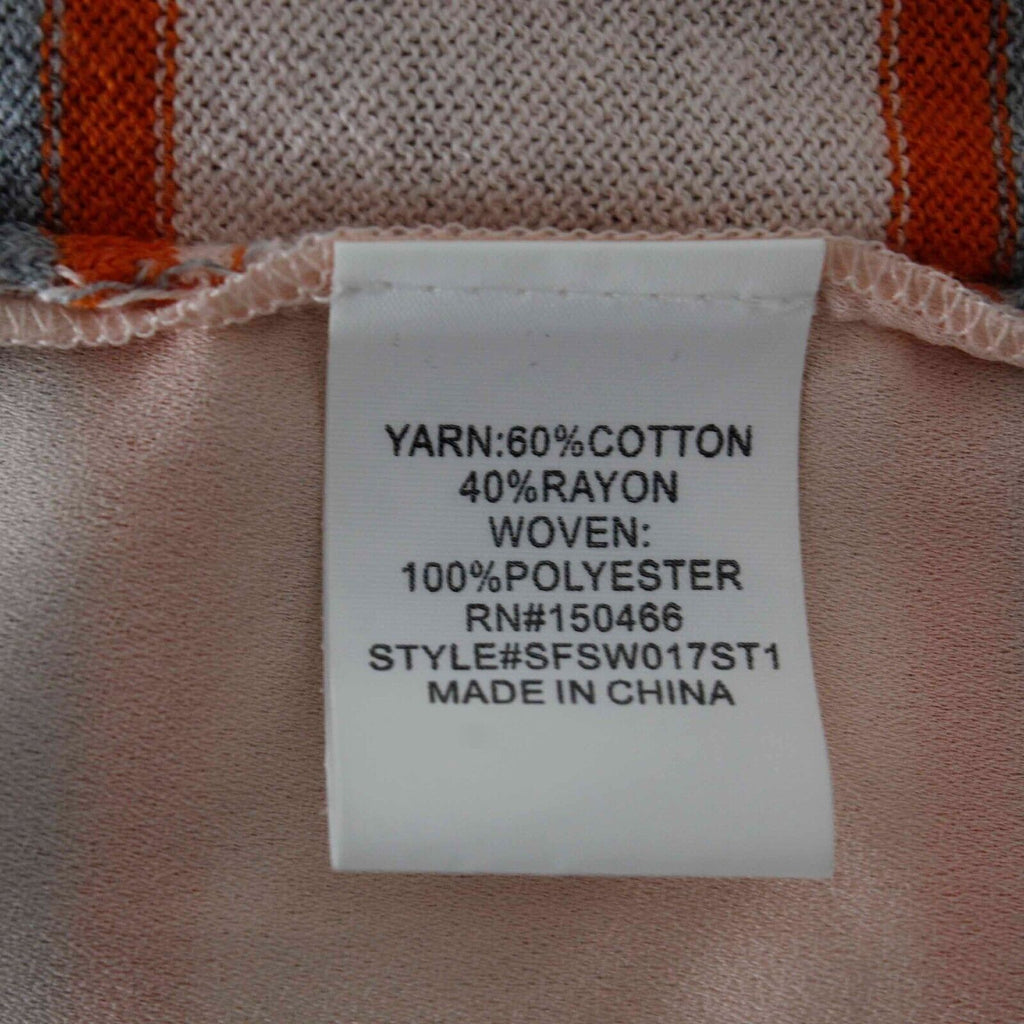 YARN:60%COTTON
40%RAYON
WOVEN:
100%POLYESTER
RN#150466
STYLE#SFSW017ST1
MADE IN CHINA